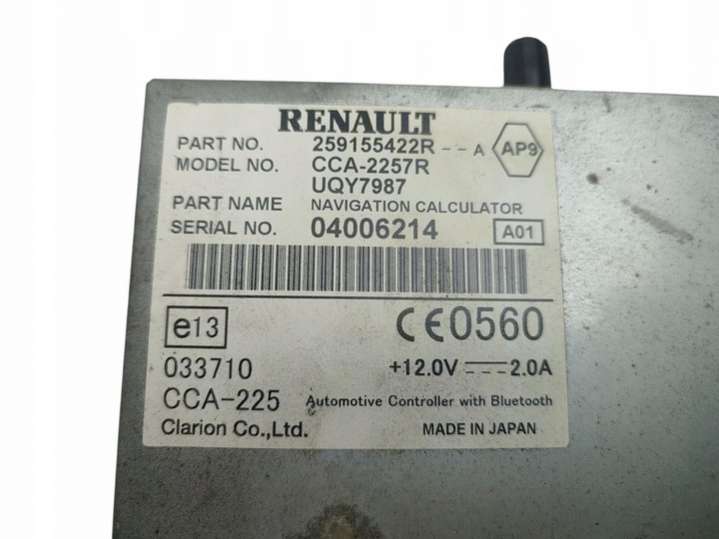 RENAULT
PART NO. 259155422R -- A AP9
MODEL NO. CCA-2257R
UQY7987
PART NAME NAVIGATION CALCULATOR
SERIAL NO. 04006214 A01
e13 CE0560
033710 +12.0V 2.0A
CCA-225 Automotive Controller with Bluetooth
Clarion Co.,Ltd. MADE IN JAPAN